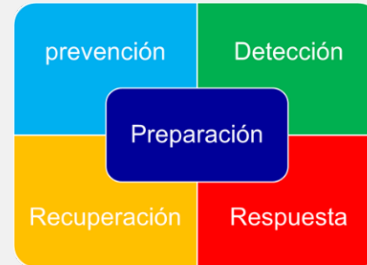 prevención
Detección
Preparación
Recuperación
Respuesta